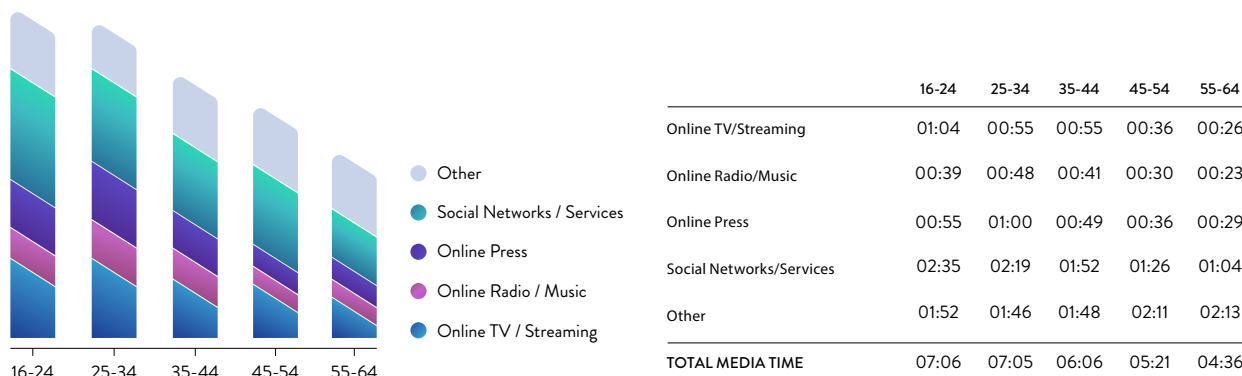 Other
Social Networks / Services
Online Press
Online Radio / Music
Online TV / Streaming
16-24 25-34 35-44 45-54 55-64
16-24 25-34 35-44 45-54 55-64
Online TV/Streaming 01:04 00:55 00:55 00:36 00:26
Online Radio/Music 00:39 00:48 00:41 00:30 00:23
Online Press 00:55 01:00 00:49 00:36 00:29
Social Networks/Services 02:35 02:19 01:52 01:26 01:04
Other 01:52 01:46 01:48 02:11 02:13
TOTAL MEDIA TIME 07:06 07:05 06:06 05:21 04:36